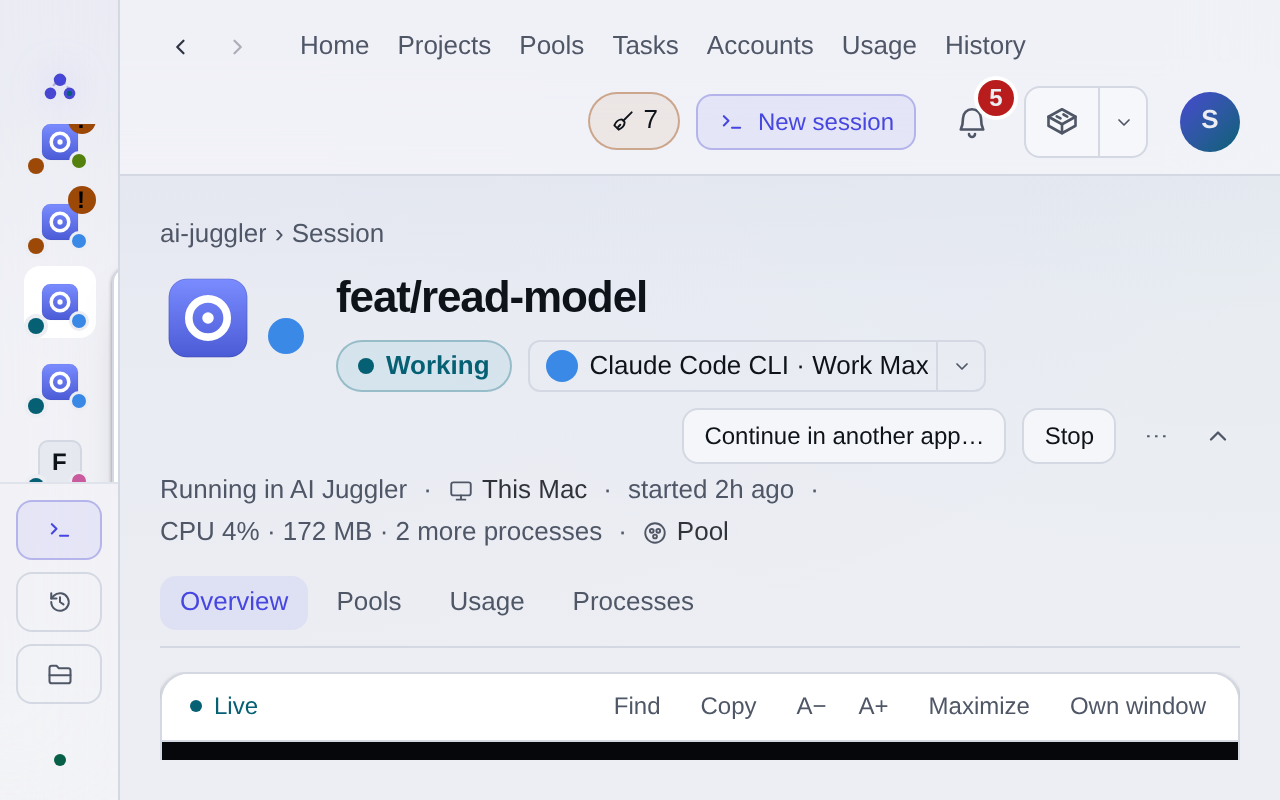 Home Projects Pools Tasks Accounts Usage History
7 New session 5 S
!
ai-juggler › Session
feat/read-model
Working Claude Code CLI · Work Max
Continue in another app… Stop ···
F
Running in AI Juggler · This Mac · started 2h ago ·
CPU 4% · 172 MB · 2 more processes · Pool
Overview Pools Usage Processes
Live Find Copy A− A+ Maximize Own window